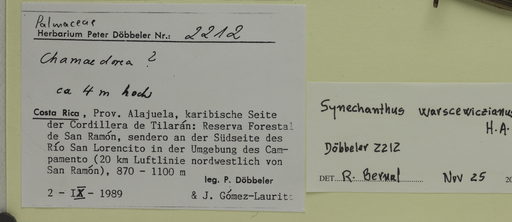 Palmaceae
Herbarium Peter Döbbeler Nr.: 2212
Chamaedorea ?
ca 4 m hoch
Costa Rica, Prov. Alajuela, karibische Seite
der Cordillera de Tilarán: Reserva Forestal
de San Ramón, sendero an der Südseite des
Río San Lorencito in der Umgebung des Cam-
pamento (20 km Luftlinie nordwestlich von
San Ramón), 870 - 1100 m
leg. P. Döbbeler
2 - IX - 1989 & J. Gómez-Laurito
Synechanthus warscewiczianus
H.A.
Döbbeler 2212
DET. R. Bernal Nov 25 20